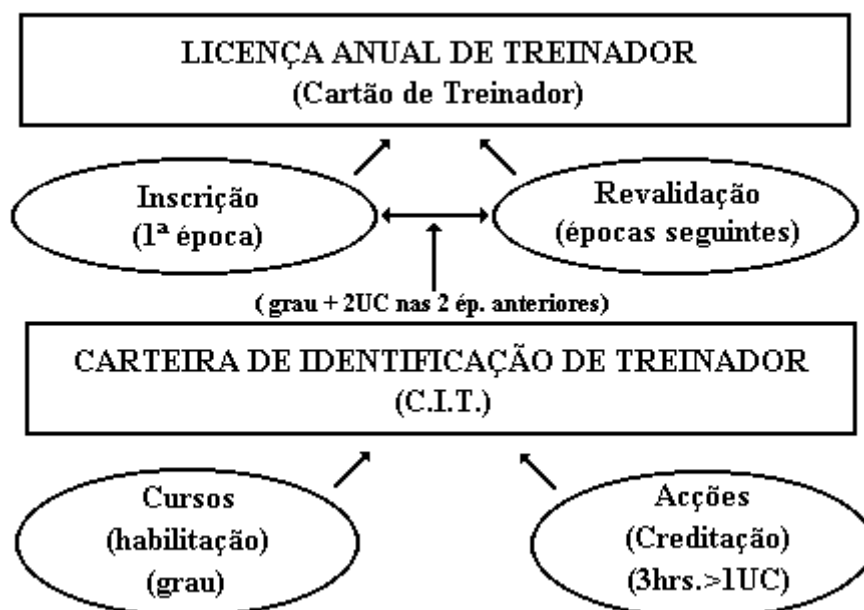 LICENÇA ANUAL DE TREINADOR
(Cartão de Treinador)
Inscrição
(1ª época)
Revalidação
(épocas seguintes)
( grau + 2UC nas 2 ép. anteriores)
CARTEIRA DE IDENTIFICAÇÃO DE TREINADOR
(C.I.T.)
Cursos
(habilitação)
(grau)
Acções
(Creditação)
(3hrs.>1UC)